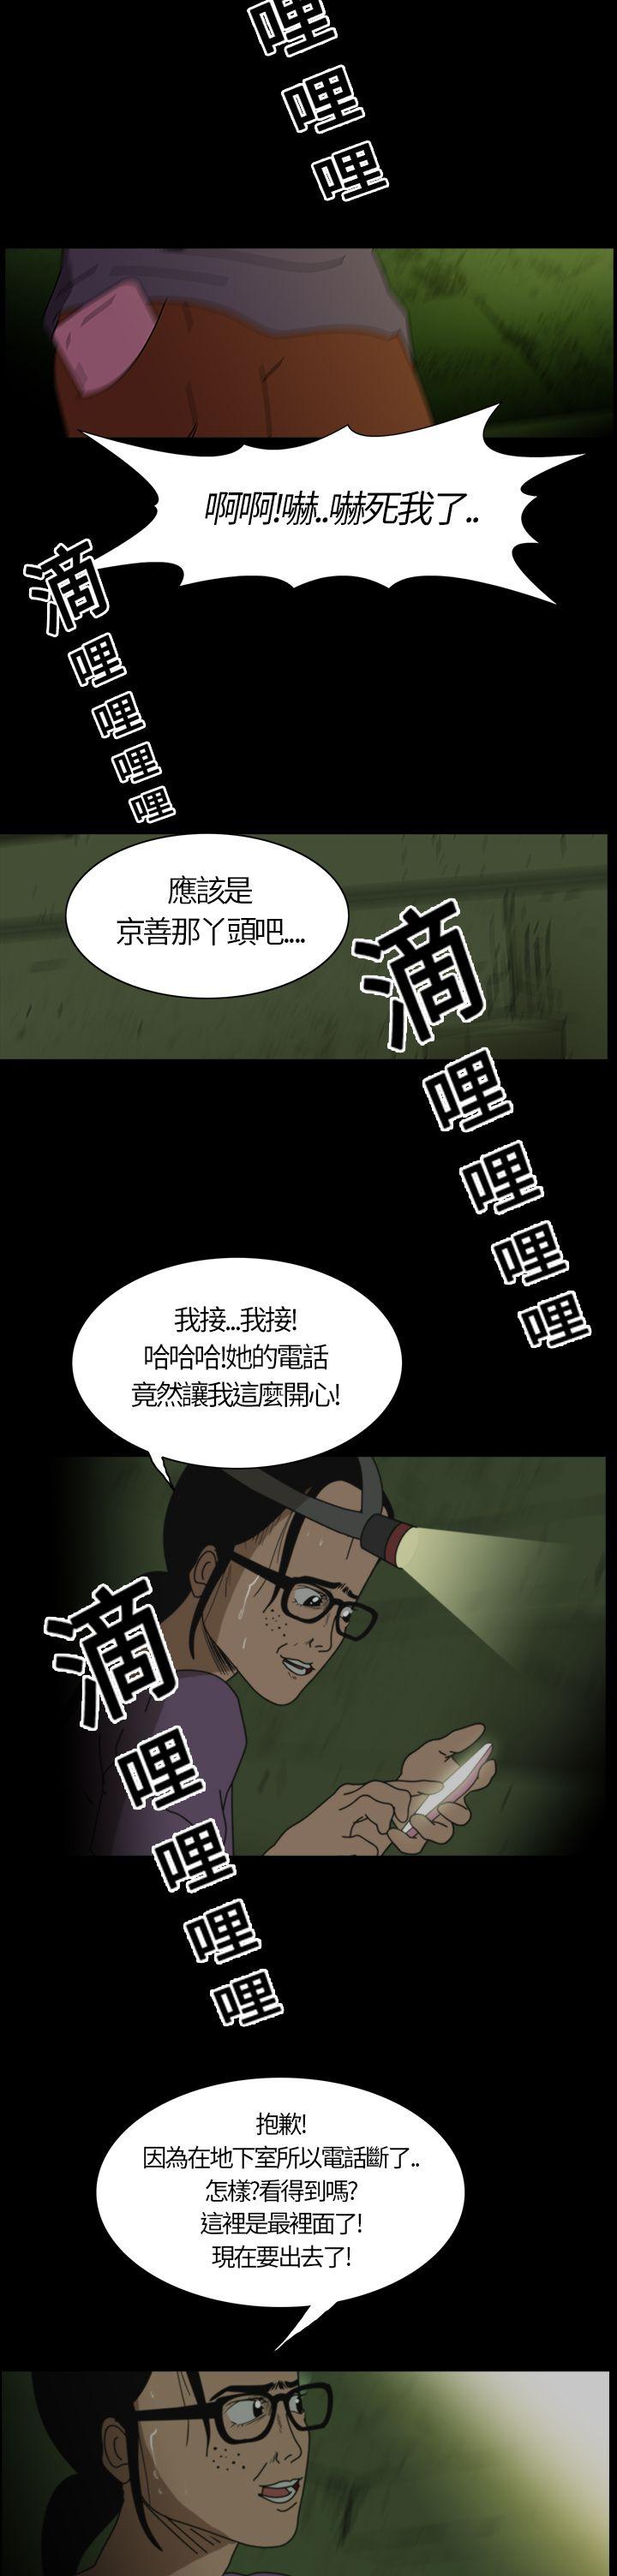 哩
哩
哩
啊啊!嚇..嚇死我了..
滴
哩
哩
哩
哩
應該是
京善那丫頭吧....
滴
哩
哩
哩
哩
我接...我接!
哈哈哈!她的電話
竟然讓我這麼開心!
滴
哩
哩
哩
哩
抱歉!
因為在地下室所以電話斷了..
怎樣?看得到嗎?
這裡是最裡面了!
現在要出去了!